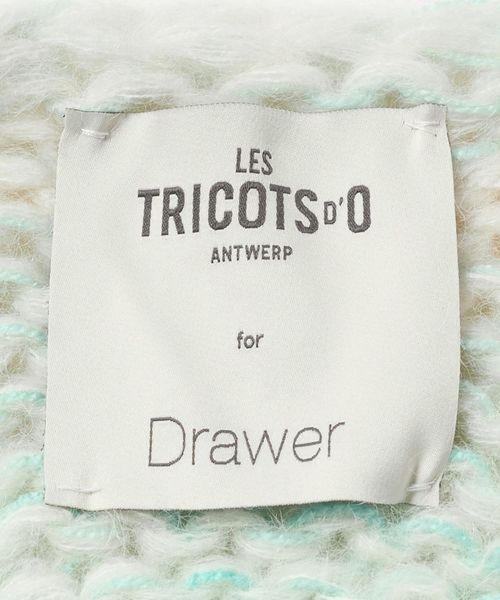 LES
TRICOTS D'O
ANTWERP
for
Drawer